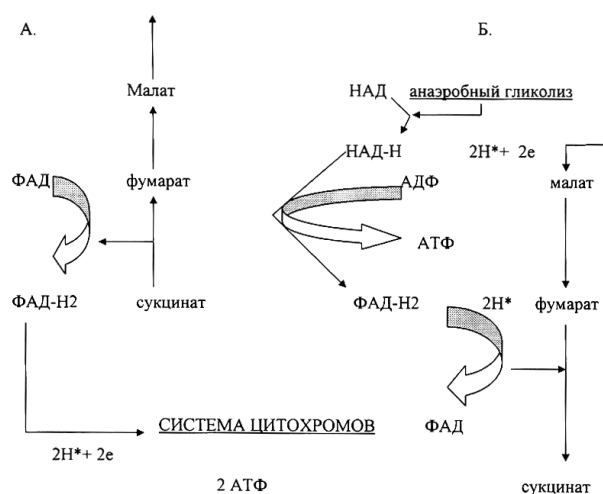 А.
Б.
Малат
НАД анаэробный гликолиз
НАД-Н 2Н*+ 2е
ФАД фумарат
АДФ малат
АТФ
ФАД-Н2 сукцинат
ФАД-Н2 2Н* фумарат
СИСТЕМА ЦИТОХРОМОВ
ФАД
2Н*+ 2е
2 АТФ
сукцинат